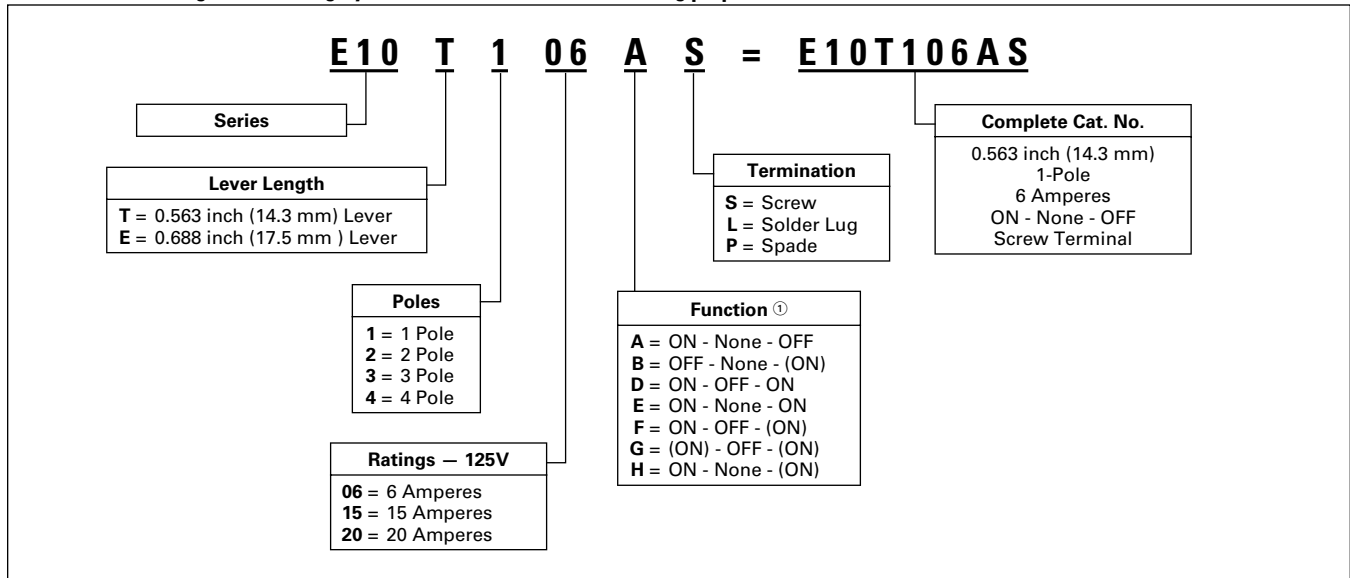 E10 T 1 06 A S = E10T106AS
Series
Lever Length
T = 0.563 inch (14.3 mm) Lever
E = 0.688 inch (17.5 mm ) Lever
Poles
1 = 1 Pole
2 = 2 Pole
3 = 3 Pole
4 = 4 Pole
Ratings — 125V
06 = 6 Amperes
15 = 15 Amperes
20 = 20 Amperes
Function ①
A = ON - None - OFF
B = OFF - None - (ON)
D = ON - OFF - ON
E = ON - None - ON
F = ON - OFF - (ON)
G = (ON) - OFF - (ON)
H = ON - None - (ON)
Termination
S = Screw
L = Solder Lug
P = Spade
Complete Cat. No.
0.563 inch (14.3 mm)
1-Pole
6 Amperes
ON - None - OFF
Screw Terminal